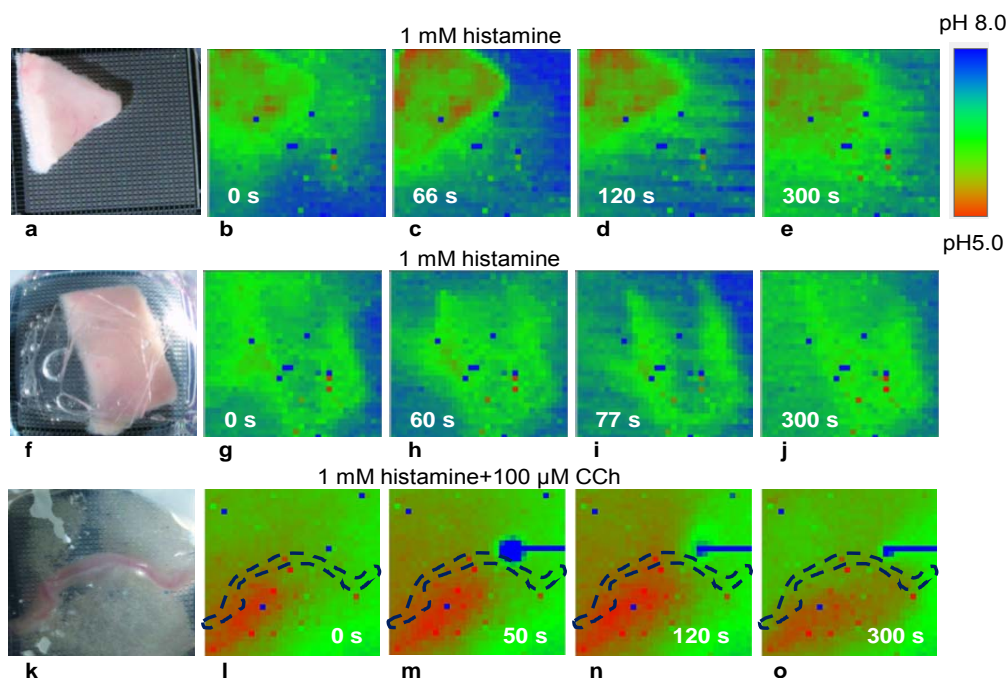 1 mM histamine
pH 8.0
0 s
66 s
120 s
300 s
pH5.0
a
b
c
d
e
1 mM histamine
0 s
60 s
77 s
300 s
f
g
h
i
j
1 mM histamine+100 µM CCh
0 s
50 s
120 s
300 s
k
l
m
n
o